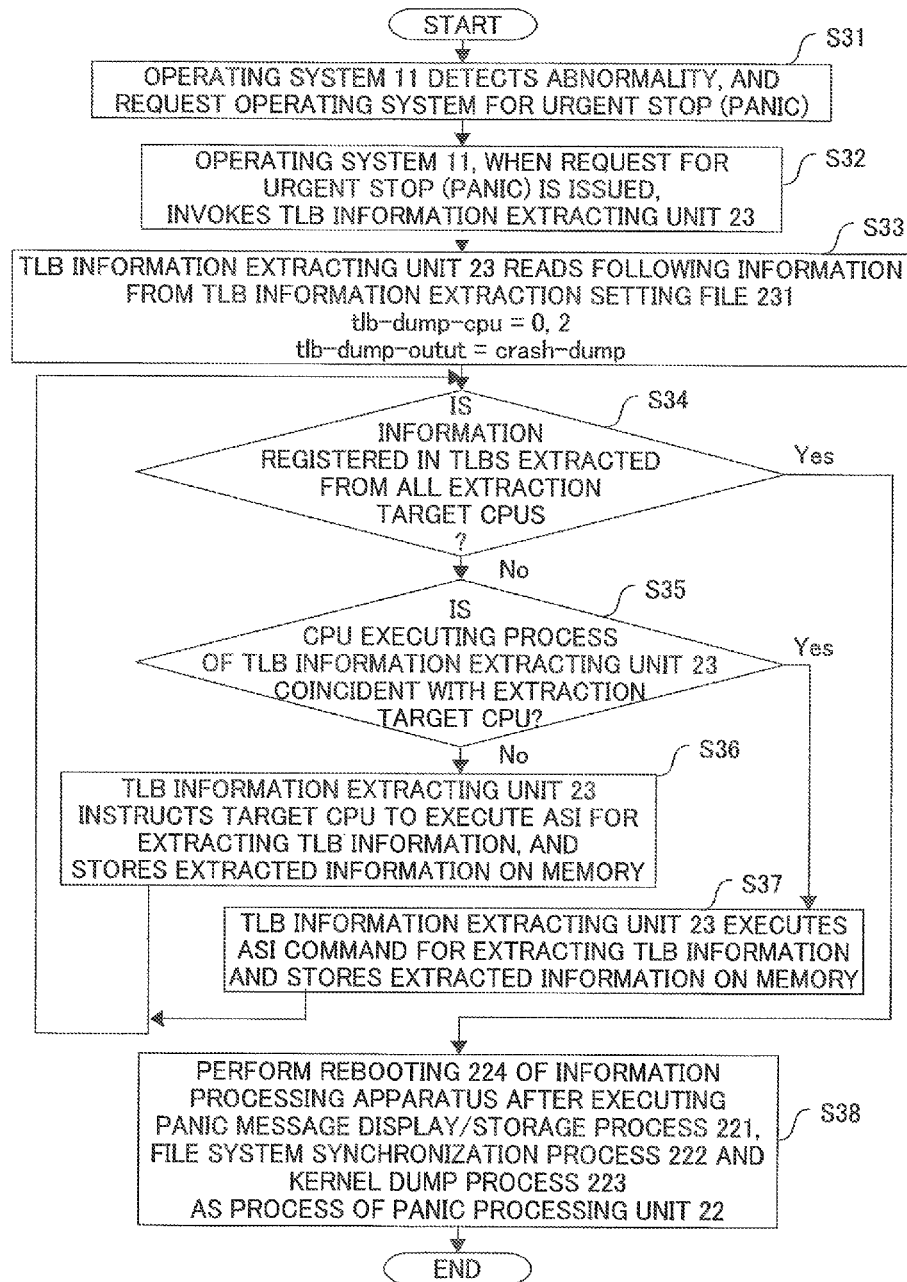 START
S31
OPERATING SYSTEM 11 DETECTS ABNORMALITY, AND
REQUEST OPERATING SYSTEM FOR URGENT STOP (PANIC)
S32
OPERATING SYSTEM 11, WHEN REQUEST FOR
URGENT STOP (PANIC) IS ISSUED,
INVOKES TLB INFORMATION EXTRACTING UNIT 23
S33
TLB INFORMATION EXTRACTING UNIT 23 READS FOLLOWING INFORMATION
FROM TLB INFORMATION EXTRACTION SETTING FILE 231
tlb-dump-cpu = 0, 2
tlb-dump-outut = crash-dump
S34
IS
INFORMATION
REGISTERED IN TLBS EXTRACTED
FROM ALL EXTRACTION
TARGET CPUS
?
Yes
No
S35
IS
CPU EXECUTING PROCESS
OF TLB INFORMATION EXTRACTING UNIT 23
COINCIDENT WITH EXTRACTION
TARGET CPU?
Yes
No
S36
TLB INFORMATION EXTRACTING UNIT 23
INSTRUCTS TARGET CPU TO EXECUTE ASI FOR
EXTRACTING TLB INFORMATION, AND
STORES EXTRACTED INFORMATION ON MEMORY
S37
TLB INFORMATION EXTRACTING UNIT 23 EXECUTES
ASI COMMAND FOR EXTRACTING TLB INFORMATION
AND STORES EXTRACTED INFORMATION ON MEMORY
S38
PERFORM REBOOTING 224 OF INFORMATION
PROCESSING APPARATUS AFTER EXECUTING
PANIC MESSAGE DISPLAY/STORAGE PROCESS 221,
FILE SYSTEM SYNCHRONIZATION PROCESS 222 AND
KERNEL DUMP PROCESS 223
AS PROCESS OF PANIC PROCESSING UNIT 22
END